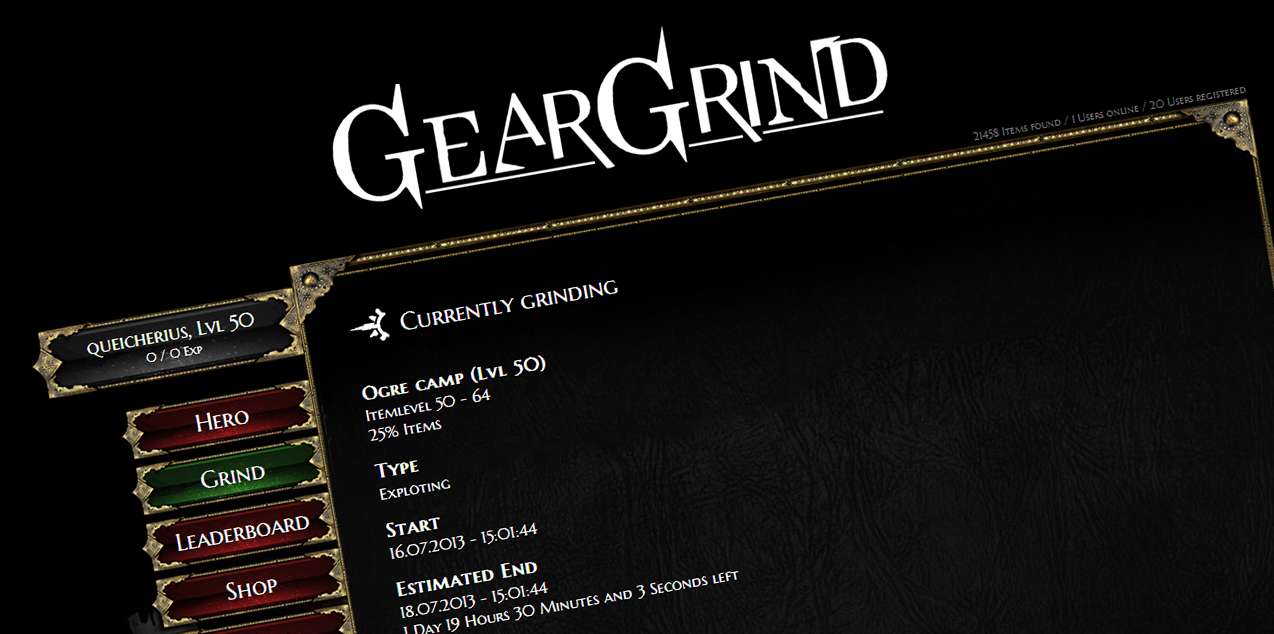 GearGrind
21458 Items found / 1 Users online / 20 Users registered
queicherius, Lvl 50
0 / 0 Exp
Hero
Grind
Leaderboard
Shop
Currently grinding
Ogre camp (Lvl 50)
Itemlevel 50 - 64
25% Items
Type
Exploting
Start
16.07.2013 - 15:01:44
Estimated End
18.07.2013 - 15:01:44
1 Day 19 Hours 30 Minutes and 3 Seconds left